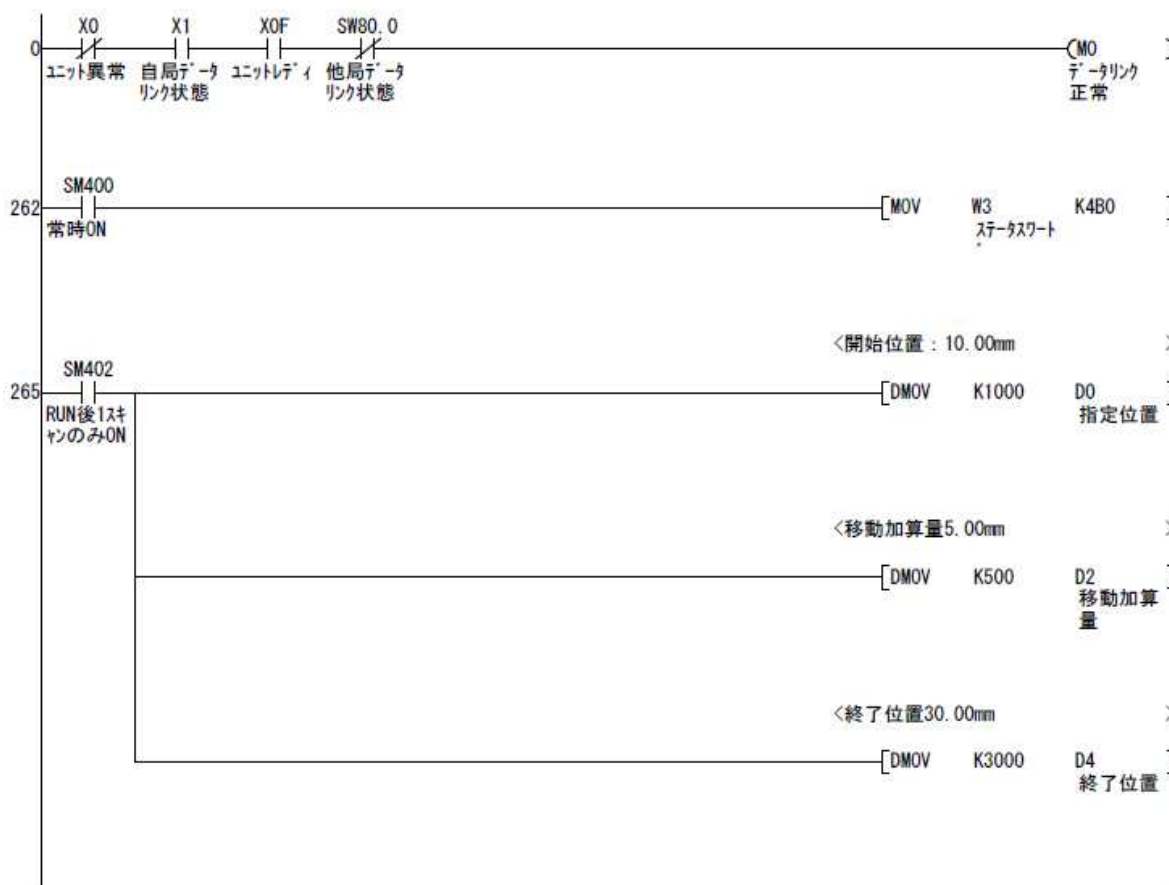 X0 X1 X0F SW80.0
0 (M0
ユニット異常 自局データ ユニットレディ 他局データ データリンク
リンク状態 リンク状態 正常
SM400
262 [MOV W3 K4B0 ]
常時ON ステータスワード
<開始位置:10.00mm >
SM402
265 [DMOV K1000 D0 ]
RUN後1スキ 指定位置
ャンのみON
<移動加算量5.00mm >
[DMOV K500 D2 ]
移動加算
量
<終了位置30.00mm >
[DMOV K3000 D4 ]
終了位置